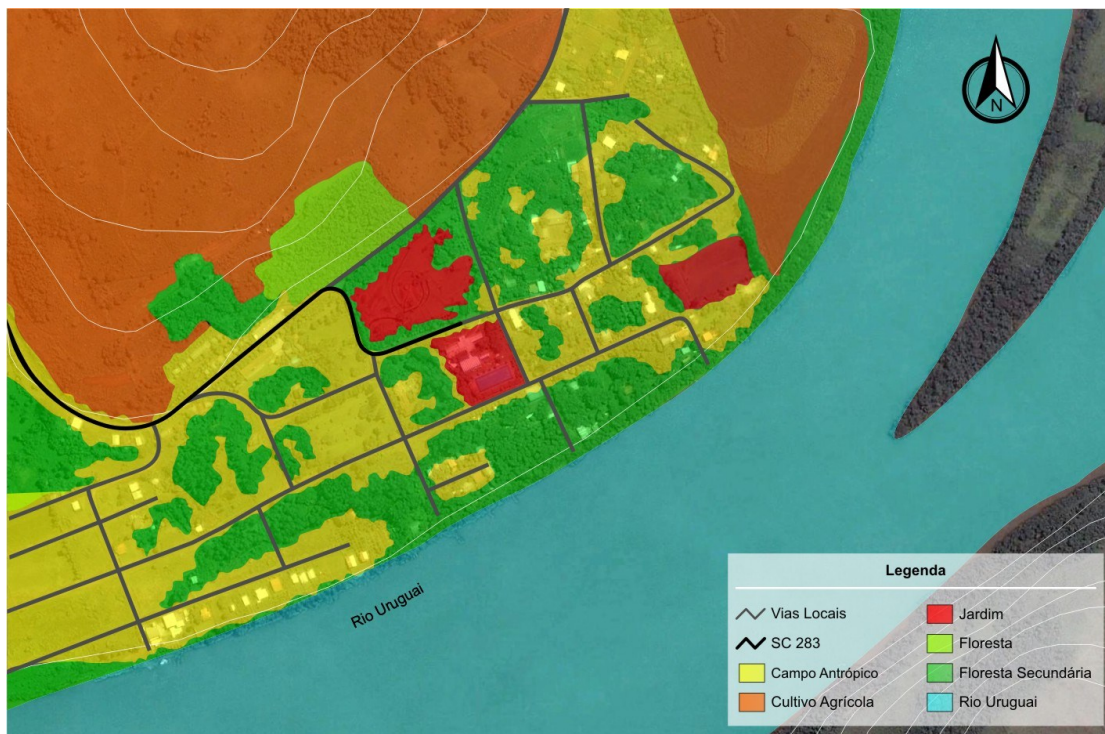 N
Rio Uruguai
Legenda
Vias Locais
SC 283
Campo Antrópico
Cultivo Agrícola
Jardim
Floresta
Floresta Secundária
Rio Uruguai